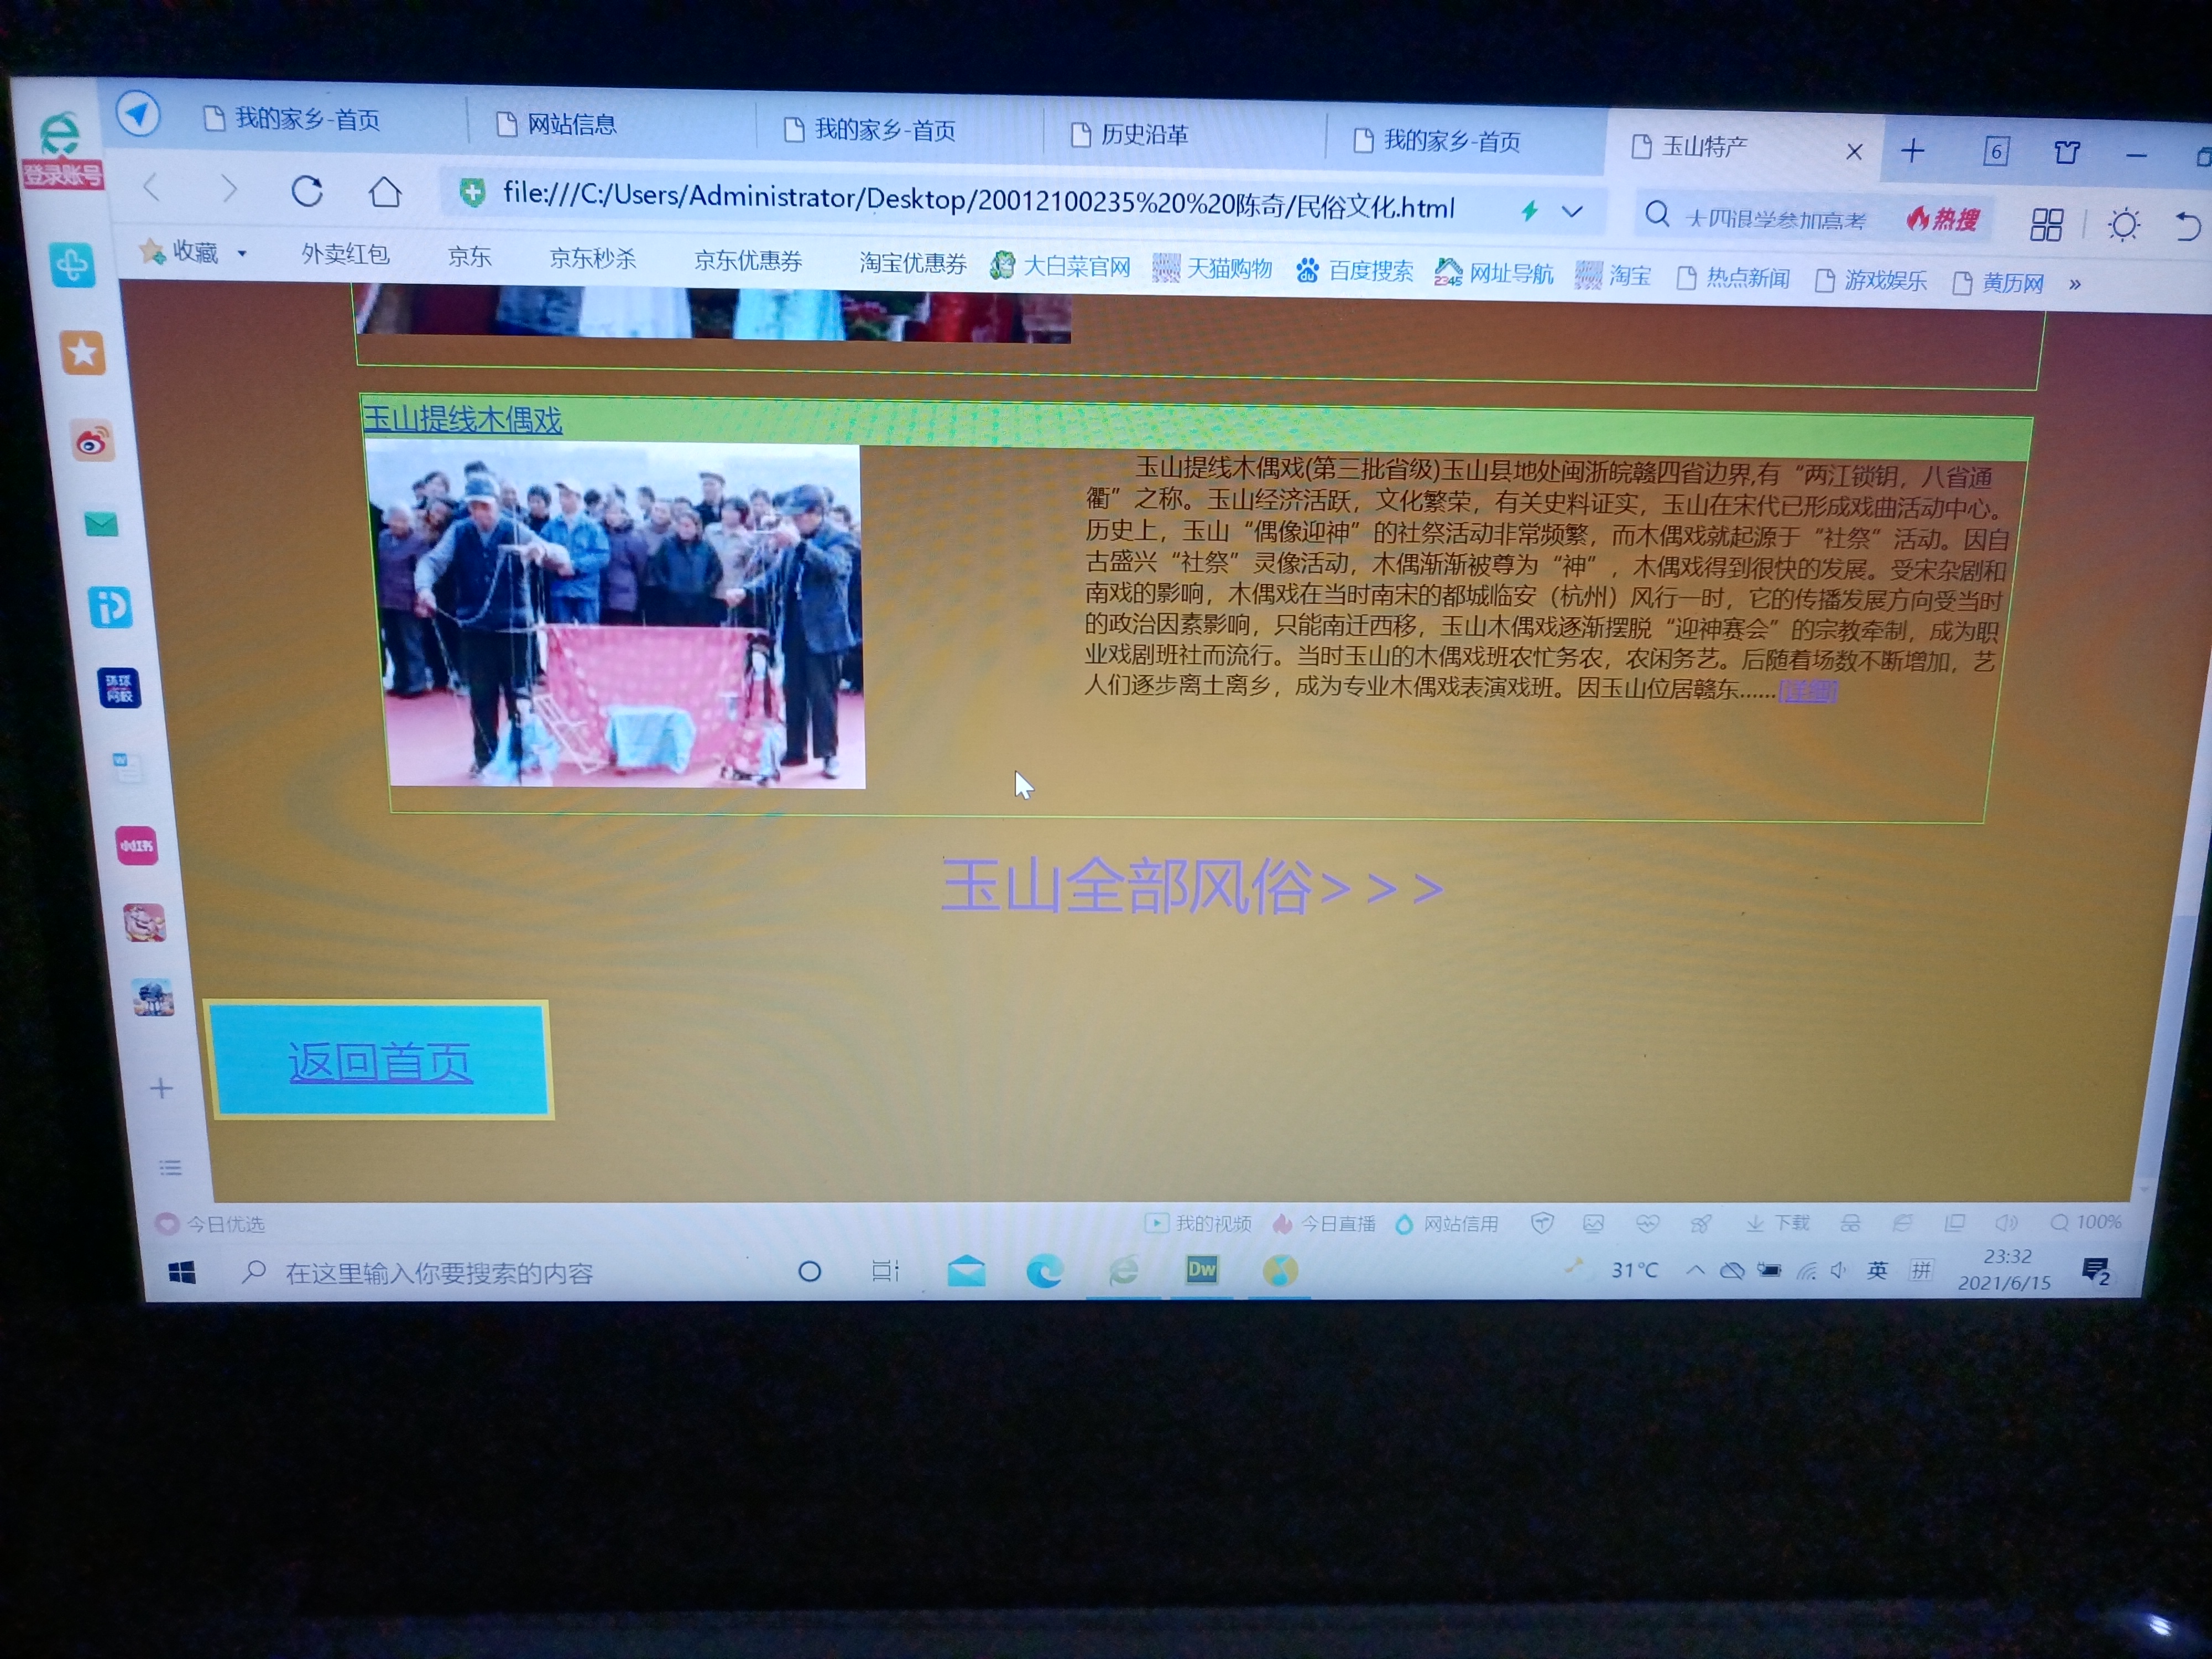 我的家乡-首页
网站信息
我的家乡-首页
历史沿革
我的家乡-首页
玉山特产
6
登录账号
file:///C:/Users/Administrator/Desktop/20012100235%20%20陈奇/民俗文化.html
大四退学参加高考
热搜
收藏
外卖红包
京东
京东秒杀
京东优惠券
淘宝优惠券
大白菜官网
天猫购物
百度搜索
2345
网址导航
淘宝
热点新闻
游戏娱乐
黄历网
»
玉山提线木偶戏
玉山提线木偶戏(第三批省级)玉山县地处闽浙皖赣四省边界,有“两江锁钥，八省通
衢”之称。玉山经济活跃，文化繁荣，有关史料证实，玉山在宋代已形成戏曲活动中心。
历史上，玉山“偶像迎神”的社祭活动非常频繁，而木偶戏就起源于“社祭”活动。因自
古盛兴“社祭”灵像活动，木偶渐渐被尊为“神”，木偶戏得到很快的发展。受宋杂剧和
南戏的影响，木偶戏在当时南宋的都城临安（杭州）风行一时，它的传播发展方向受当时
的政治因素影响，只能南迁西移，玉山木偶戏逐渐摆脱“迎神赛会”的宗教牵制，成为职
业戏剧班社而流行。当时玉山的木偶戏班农忙务农，农闲务艺。后随着场数不断增加，艺
人们逐步离土离乡，成为专业木偶戏表演戏班。因玉山位居赣东......[详细]
环球
网校
小红书
玉山全部风俗>>>
返回首页
今日优选
我的视频
今日直播
网站信用
下载
100%
在这里输入你要搜索的内容
Dw
31°C
英
拼
23:32
2021/6/15
2